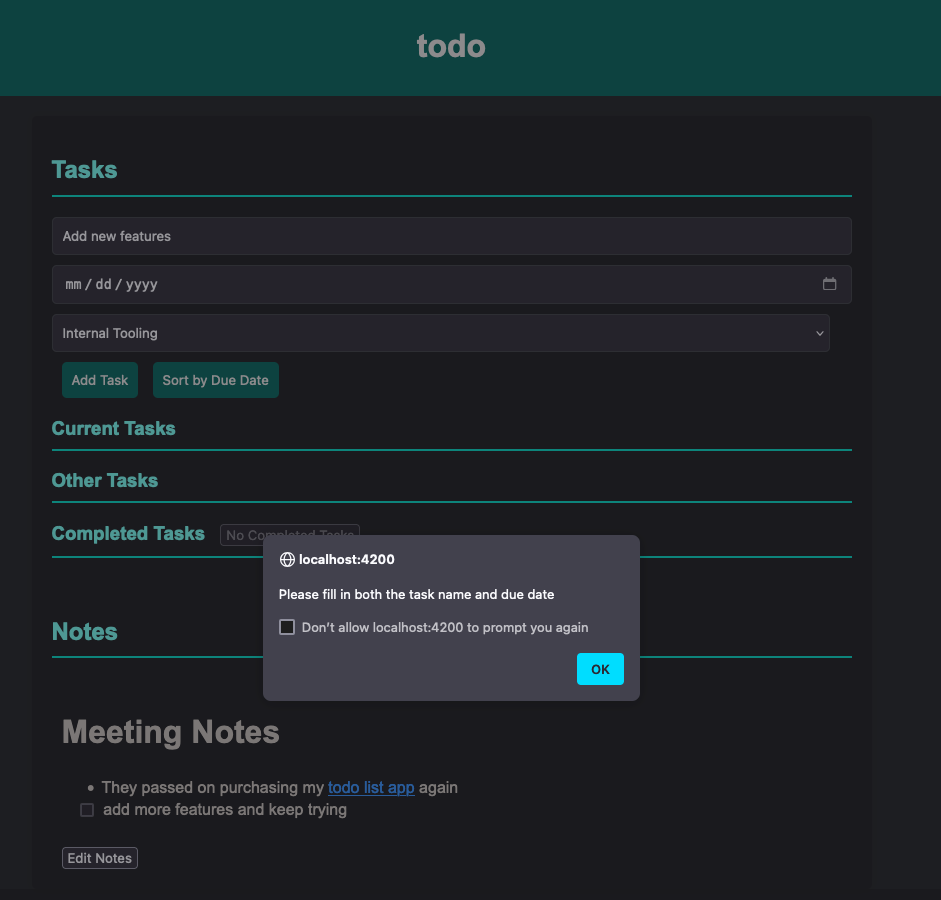 todo
Tasks
Add new features
mm / dd / yyyy
Internal Tooling
Add Task
Sort by Due Date
Current Tasks
Other Tasks
Completed Tasks
No Completed Tasks
localhost:4200
Please fill in both the task name and due date
Don’t allow localhost:4200 to prompt you again
OK
Notes
Meeting Notes
They passed on purchasing my todo list app again
add more features and keep trying
Edit Notes